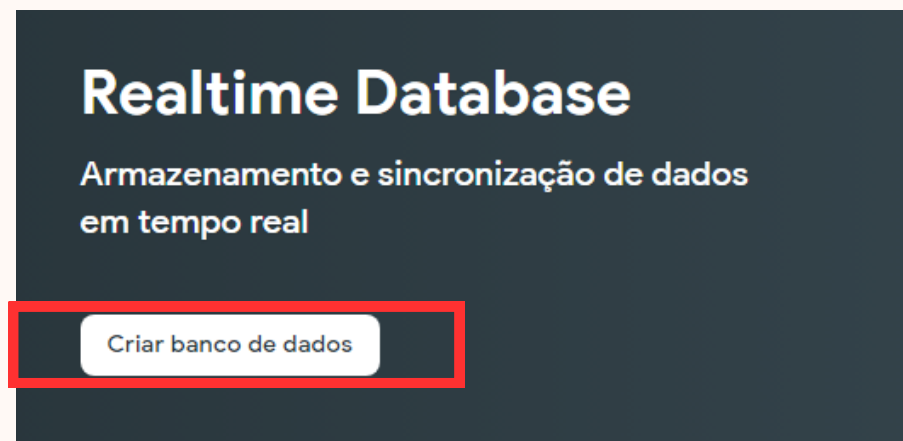 Realtime Database
Armazenamento e sincronização de dados
em tempo real
Criar banco de dados